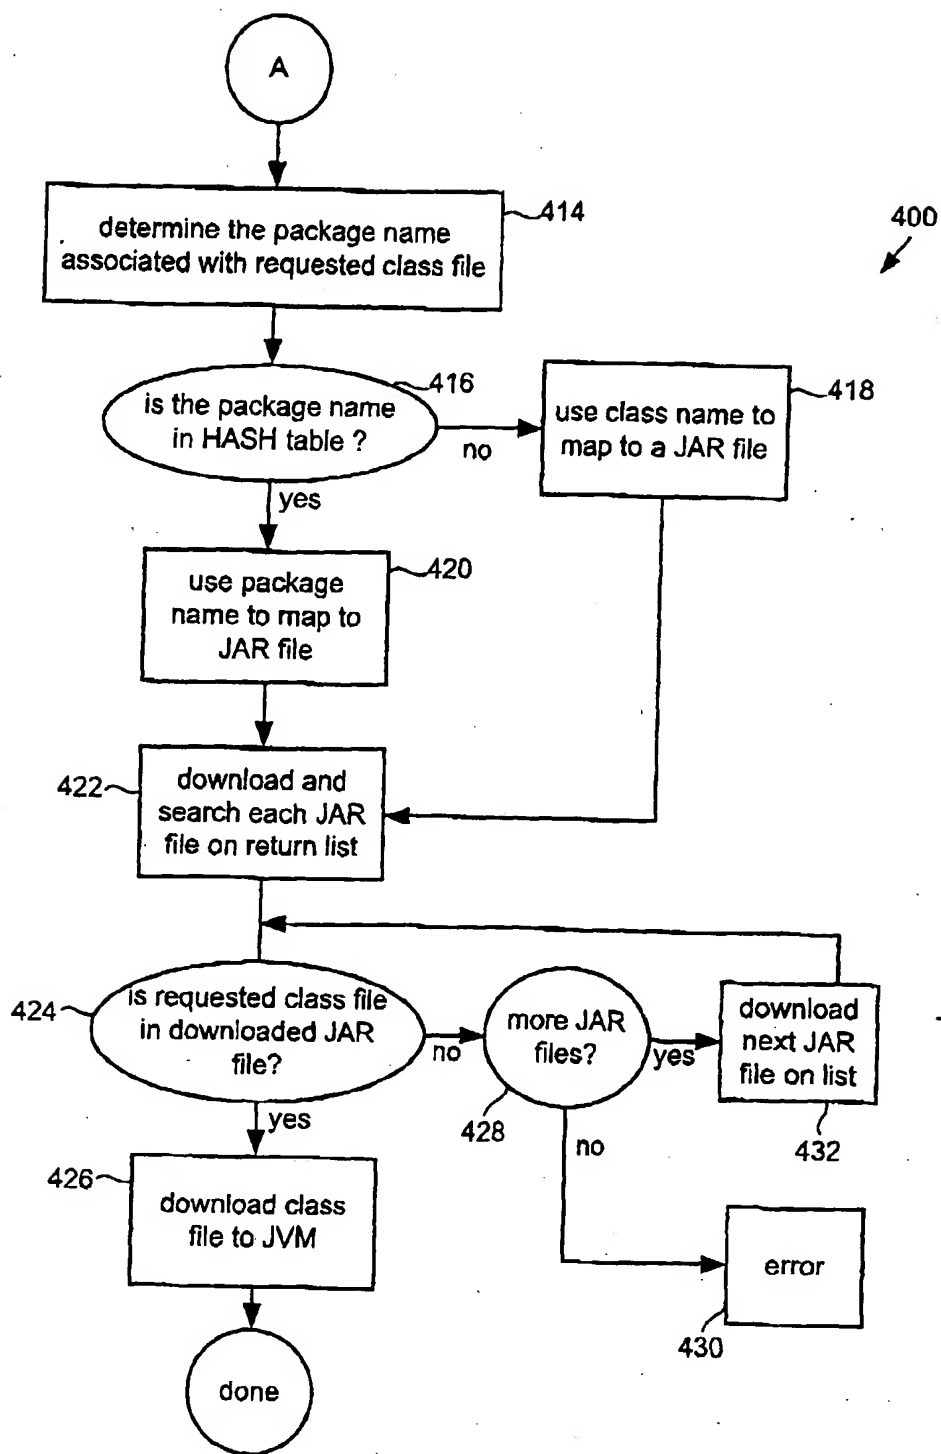 A
determine the package name
associated with requested class file
414
400
is the package name
in HASH table ?
416
no
yes
use class name to
map to a JAR file
418
use package
name to map to
JAR file
420
422
download and
search each JAR
file on return list
424
is requested class file
in downloaded JAR
file?
no
yes
more JAR
files?
428
yes
no
download
next JAR
file on list
432
426
download class
file to JVM
error
430
done